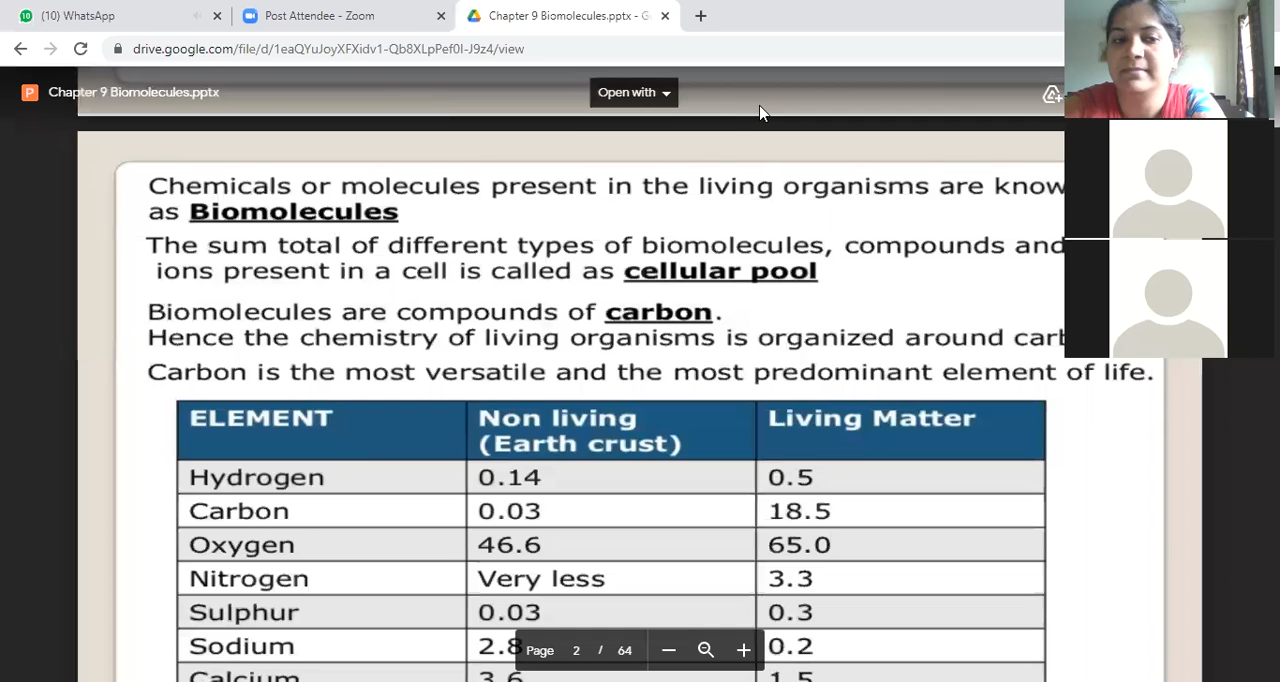 (10) WhatsApp
Post Attendee - Zoom
Chapter 9 Biomolecules.pptx - G
drive.google.com/file/d/1eaQYuJoyXFXidv1-Qb8XLpPef0I-J9z4/view
P Chapter 9 Biomolecules.pptx
Open with
Chemicals or molecules present in the living organisms are know
as Biomolecules
The sum total of different types of biomolecules, compounds and
ions present in a cell is called as cellular pool
Biomolecules are compounds of carbon.
Hence the chemistry of living organisms is organized around carb
Carbon is the most versatile and the most predominant element of life.
ELEMENT Non living (Earth crust) Living Matter
Hydrogen 0.14 0.5
Carbon 0.03 18.5
Oxygen 46.6 65.0
Nitrogen Very less 3.3
Sulphur 0.03 0.3
Sodium 2.8 0.2
Calcium 3.6 1.5
Page 2 / 64